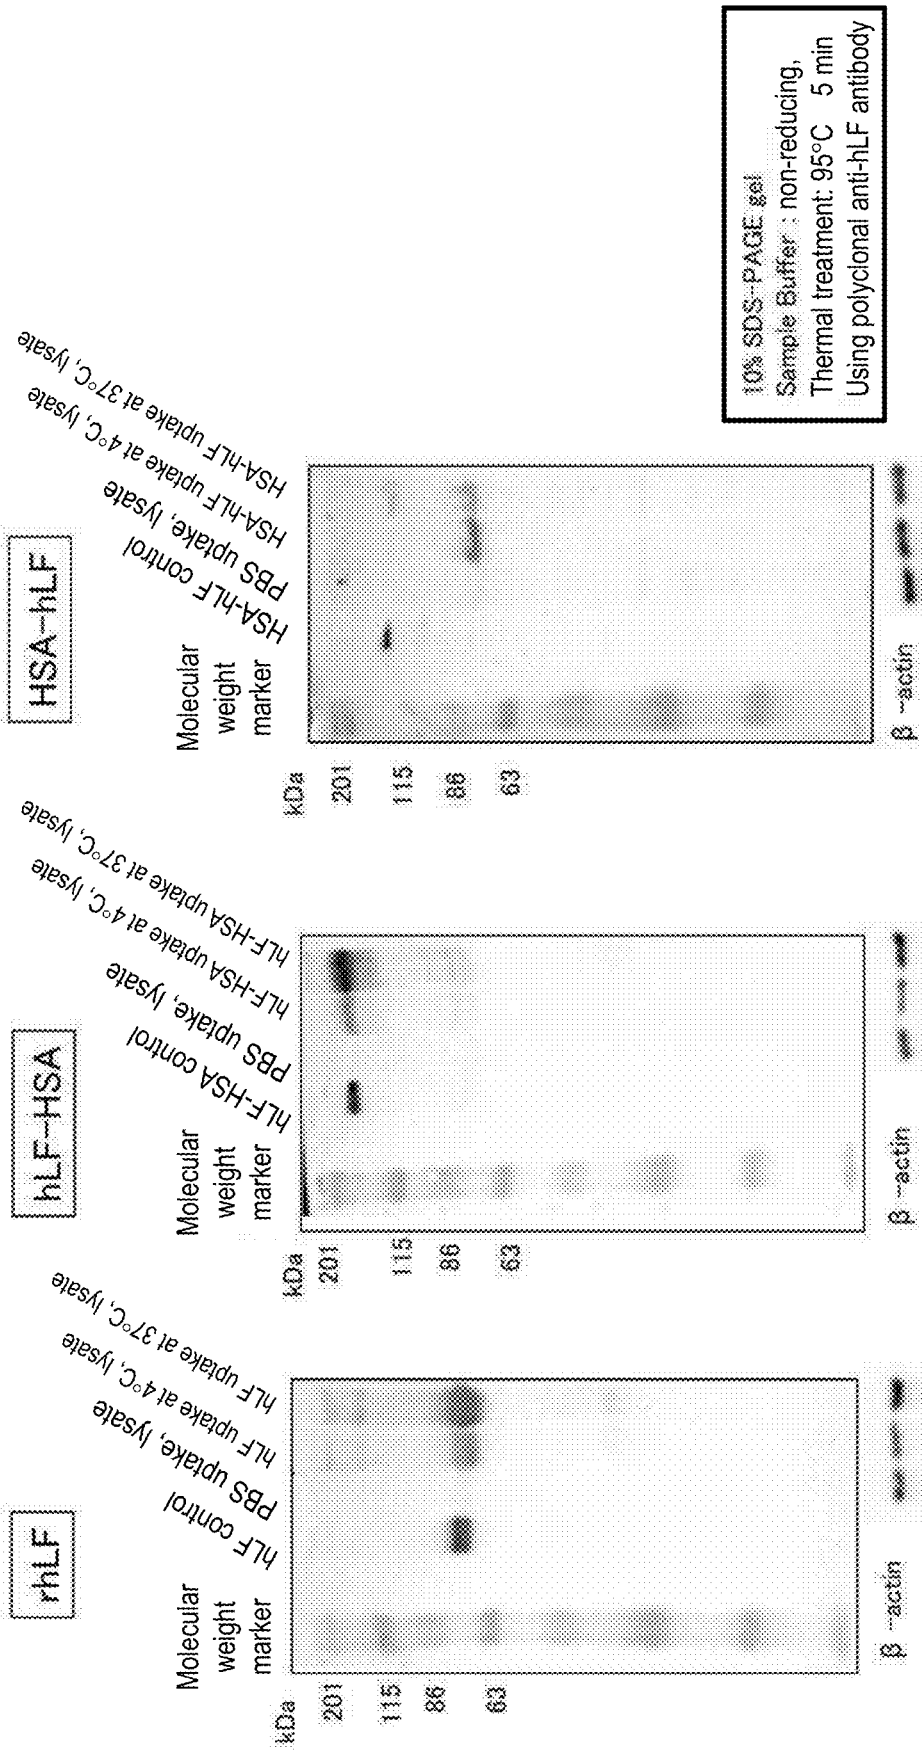 rhLF
Molecular
weight
marker
hLF control
PBS uptake, lysate
hLF uptake at 4°C, lysate
hLF uptake at 37°C, lysate
kDa
201
115
86
63
β-actin
hLF-HSA
Molecular
weight
marker
hLF-HSA control
PBS uptake, lysate
hLF-HSA uptake at 4°C, lysate
hLF-HSA uptake at 37°C, lysate
kDa
201
115
86
63
β-actin
HSA-hLF
Molecular
weight
marker
HSA-hLF control
PBS uptake, lysate
HSA-hLF uptake at 4°C, lysate
HSA-hLF uptake at 37°C, lysate
kDa
201
115
86
63
β-actin
10% SDS-PAGE gel
Sample Buffer : non-reducing,
Thermal treatment: 95°C 5 min
Using polyclonal anti-hLF antibody